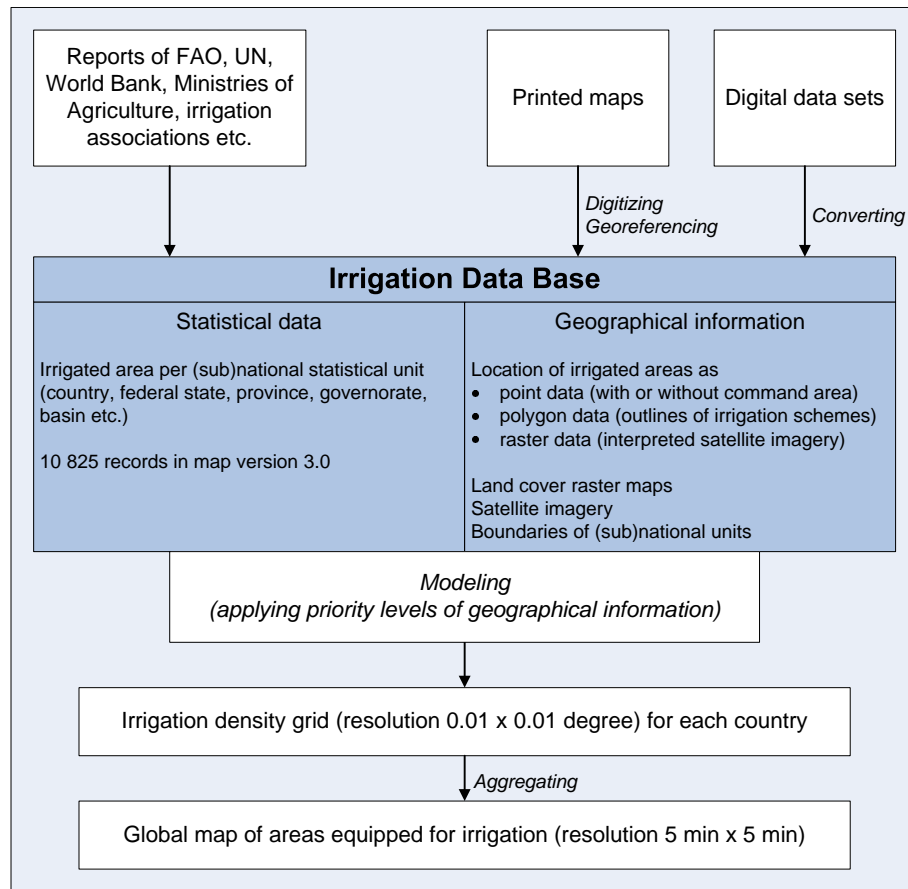 Reports of FAO, UN,
World Bank, Ministries of
Agriculture, irrigation
associations etc.
Printed maps
Digital data sets
Digitizing
Georeferencing
Converting
Irrigation Data Base
Statistical data
Irrigated area per (sub)national statistical unit
(country, federal state, province, governorate,
basin etc.)
10 825 records in map version 3.0
Geographical information
Location of irrigated areas as
• point data (with or without command area)
• polygon data (outlines of irrigation schemes)
• raster data (interpreted satellite imagery)
Land cover raster maps
Satellite imagery
Boundaries of (sub)national units
Modeling
(applying priority levels of geographical information)
Irrigation density grid (resolution 0.01 x 0.01 degree) for each country
Aggregating
Global map of areas equipped for irrigation (resolution 5 min x 5 min)